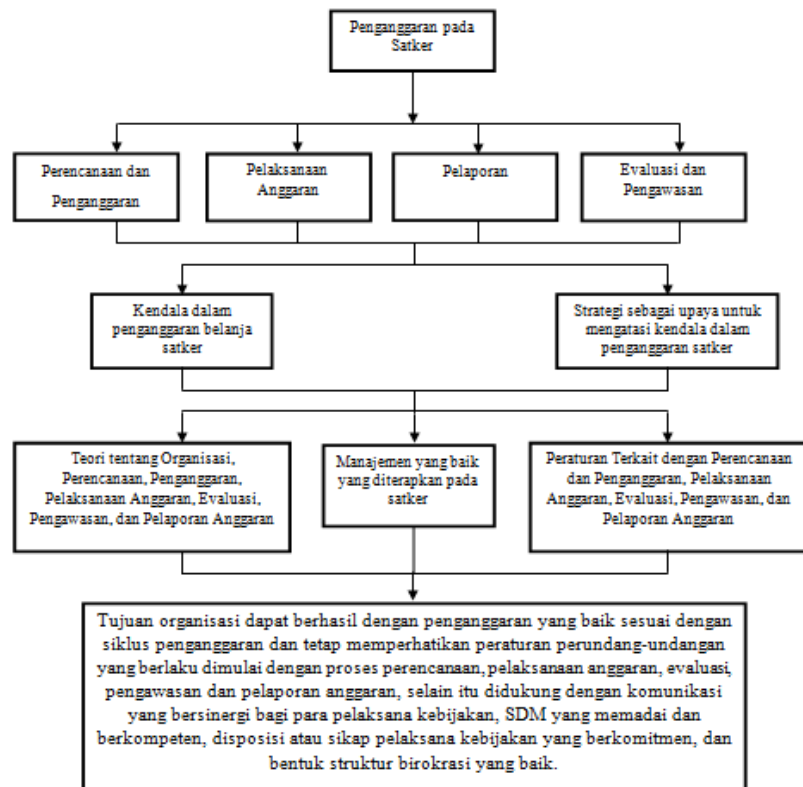 Penganggaran pada
Satker
Perencanaan dan
Penganggaran
Pelaksanaan
Anggaran
Pelaporan
Evaluasi dan
Pengawasan
Kendala dalam
penganggaran belanja
satker
Strategi sebagai upaya untuk
mengatasi kendala dalam
penganggaran satker
Teori tentang Organisasi,
Perencanaan, Penganggaran,
Pelaksanaan Anggaran, Evaluasi,
Pengawasan, dan Pelaporan Anggaran
Manajemen yang baik
yang diterapkan pada
satker
Peraturan Terkait dengan Perencanaan
dan Penganggaran, Pelaksanaan
Anggaran, Evaluasi, Pengawasan, dan
Pelaporan Anggaran
Tujuan organisasi dapat berhasil dengan penganggaran yang baik sesuai dengan
siklus penganggaran dan tetap memperhatikan peraturan perundang-undangan
yang berlaku dimulai dengan proses perencanaan, pelaksanaan anggaran, evaluasi,
pengawasan dan pelaporan anggaran, selain itu didukung dengan komunikasi
yang bersinergi bagi para pelaksana kebijakan, SDM yang memadai dan
berkompeten, disposisi atau sikap pelaksana kebijakan yang berkomitmen, dan
bentuk struktur birokrasi yang baik.